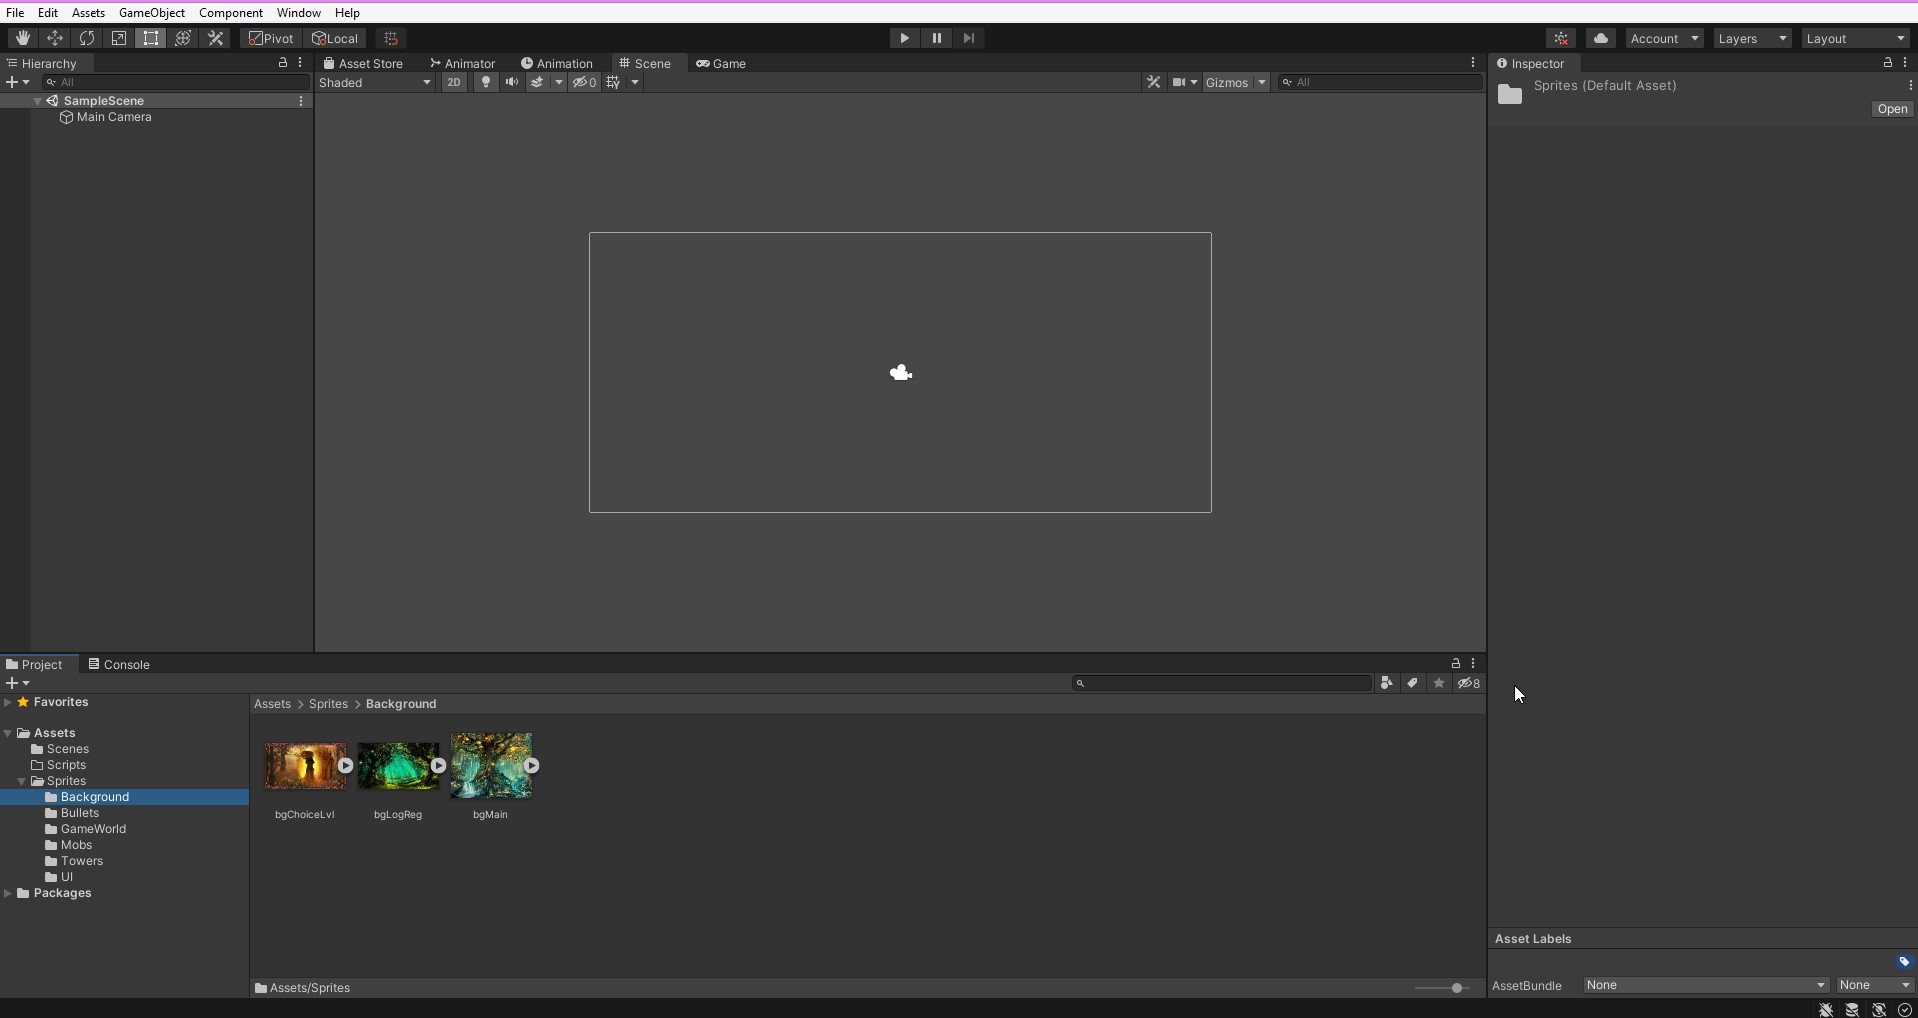 File Edit Assets GameObject Component Window Help
Pivot Local Account Layers Layout
Hierarchy Asset Store Animator Animation Scene Game Inspector
All Shaded 2D 0 Gizmos All
Sprites (Default Asset)
Open
SampleScene
Main Camera
Project Console
8
Favorites
Assets > Sprites > Background
Assets
Scenes
Scripts
Sprites
Background
Bullets
GameWorld
Mobs
Towers
UI
Packages
bgChoiceLvl bgLogReg bgMain
Asset Labels
Assets/Sprites
AssetBundle None None